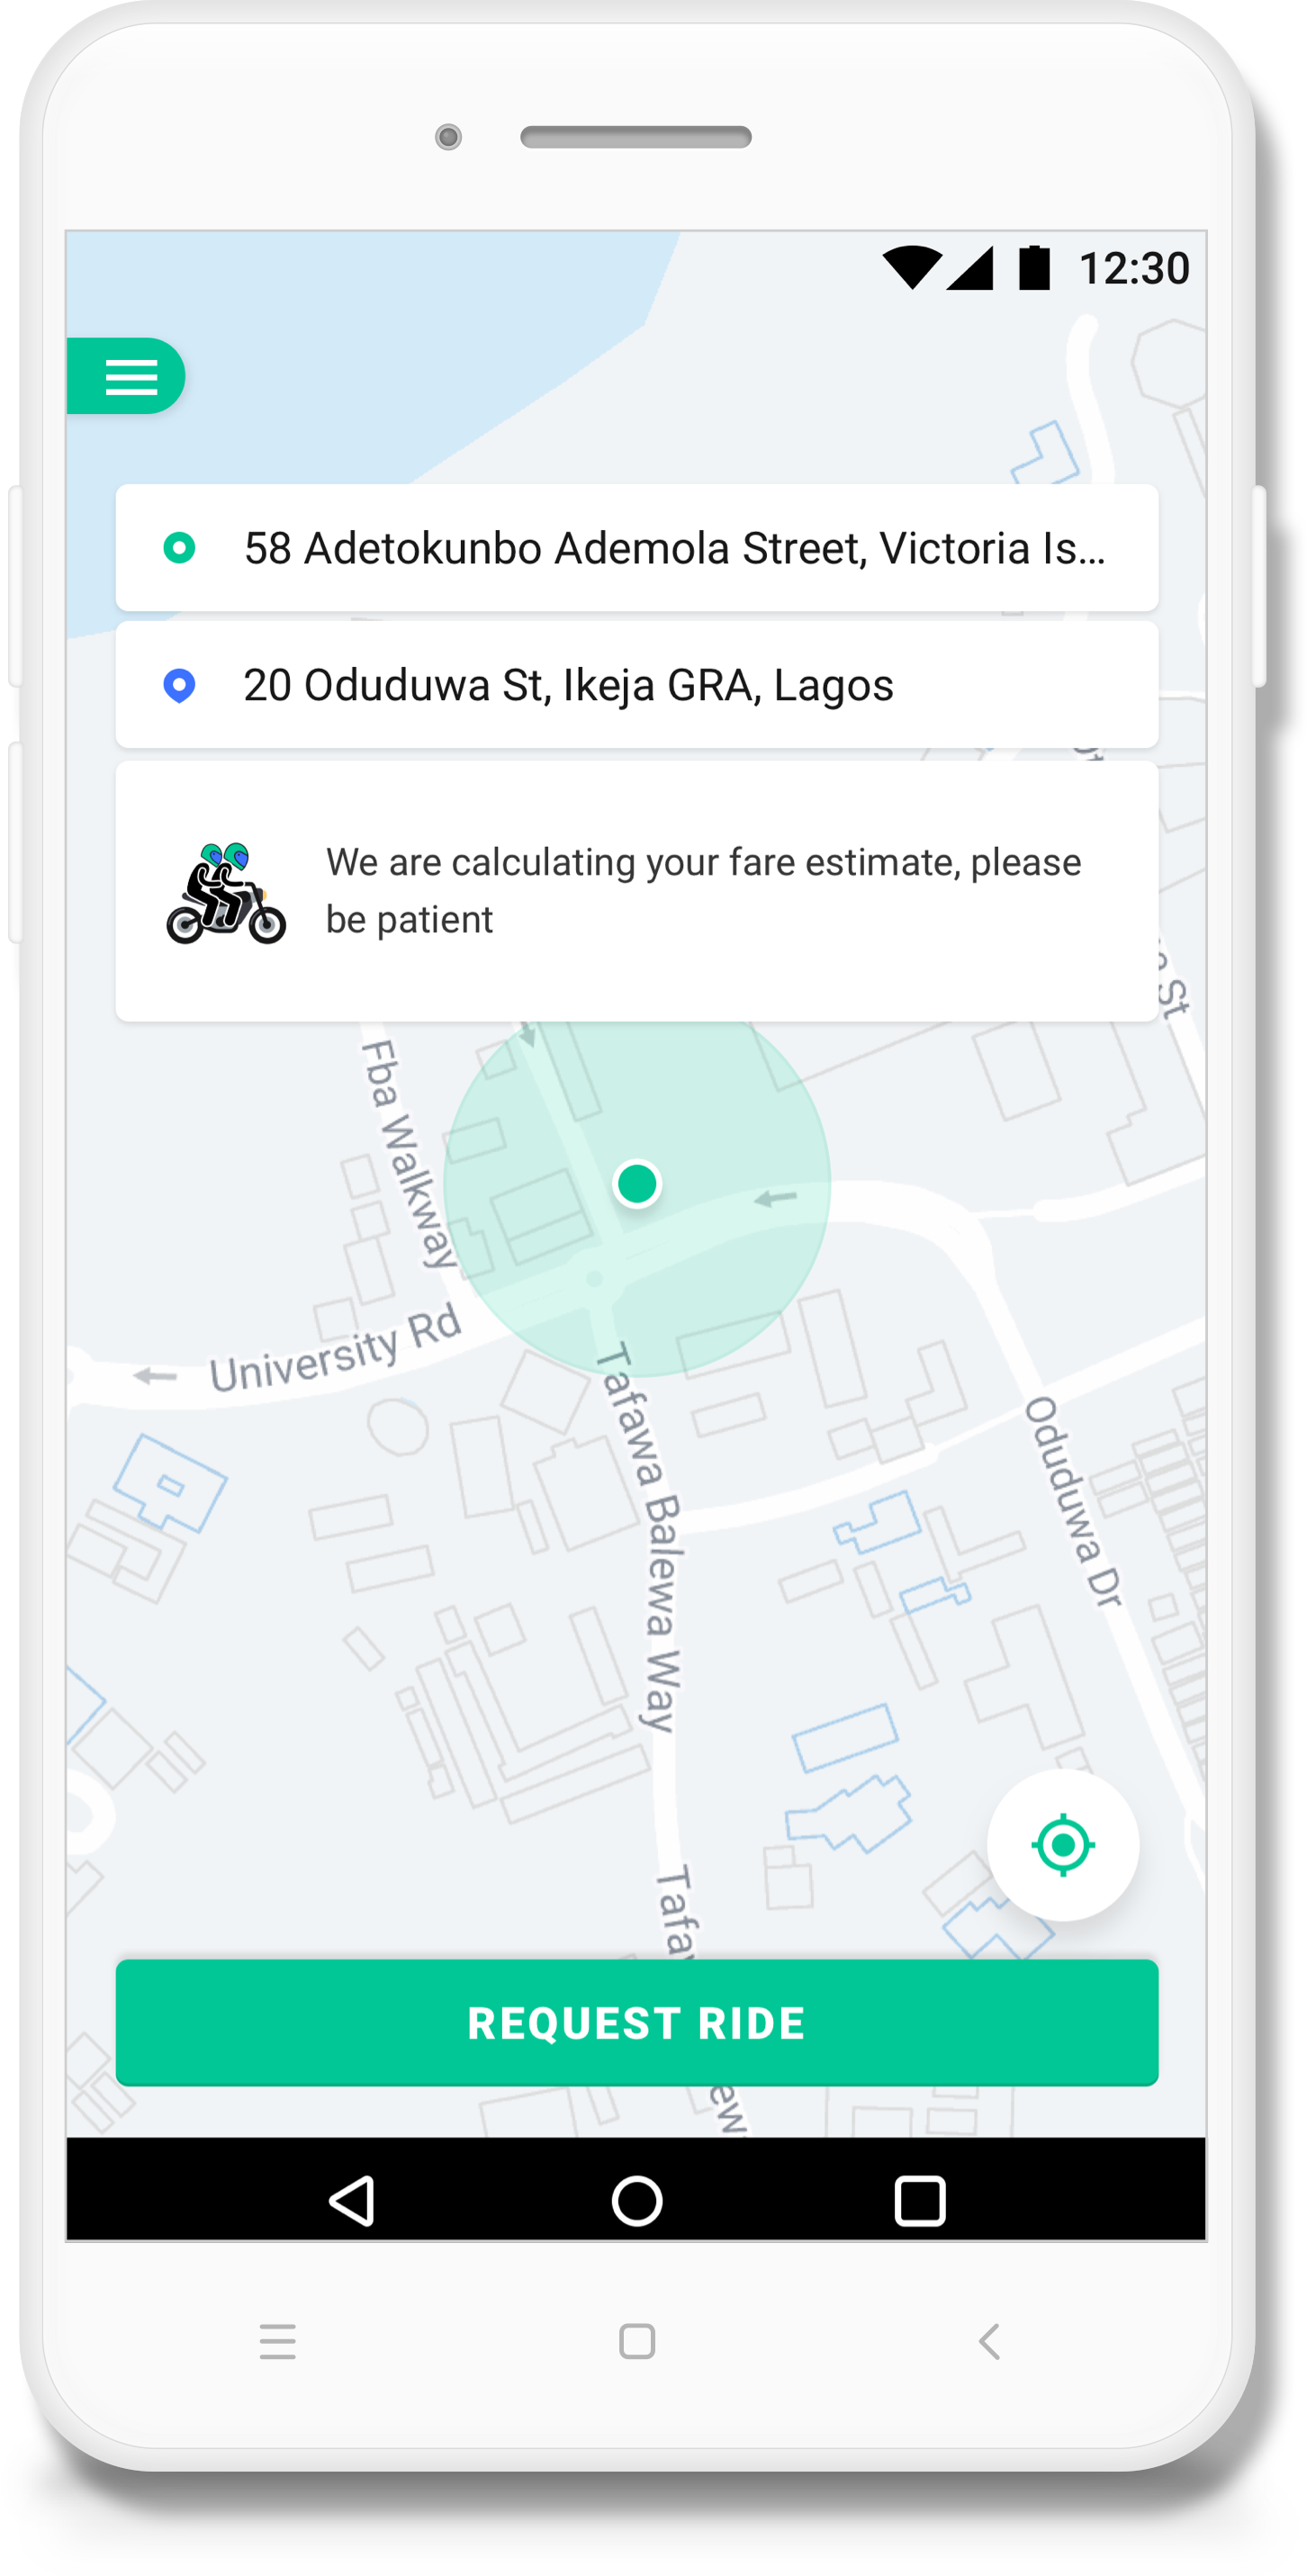 12:30
58 Adetokunbo Ademola Street, Victoria Is...
20 Oduduwa St, Ikeja GRA, Lagos
We are calculating your fare estimate, please
be patient
St
Fba Walkway
University Rd
Tafawa Balewa Way
Oduduwa Dr
Tafaw
REQUEST RIDE
ew